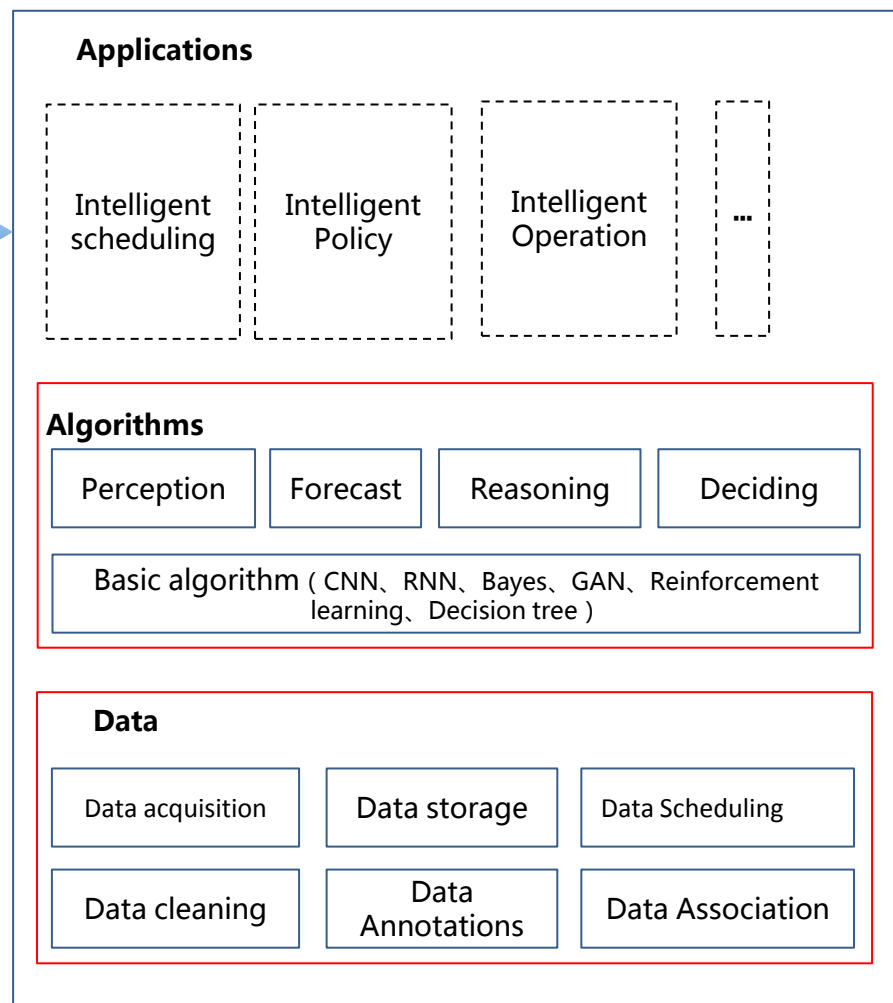 Applications
Intelligent
scheduling
Intelligent
Policy
Intelligent
Operation
...
Algorithms
Perception
Forecast
Reasoning
Deciding
Basic algorithm ( CNN、RNN、Bayes、GAN、Reinforcement
learning、Decision tree )
Data
Data acquisition
Data storage
Data Scheduling
Data cleaning
Data
Annotations
Data Association